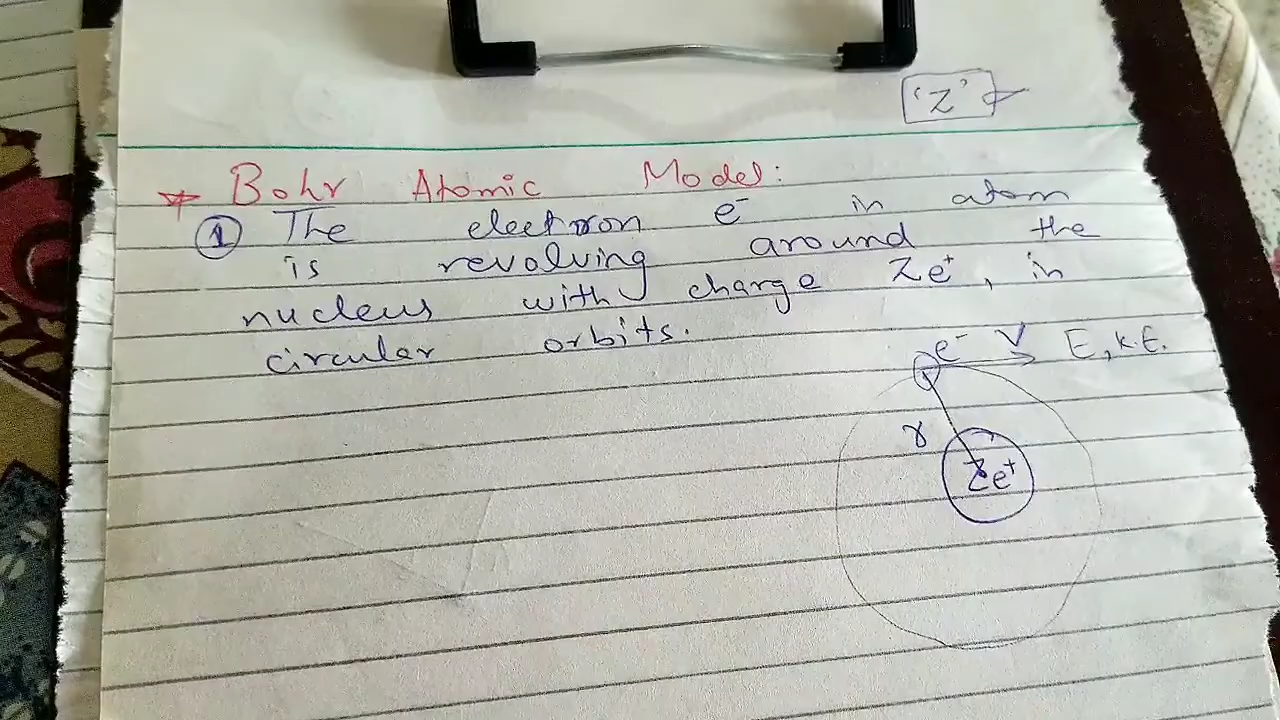 'Z'
* Bohr Atomic Model:
① The electron e⁻ in atom
is revolving around the
nucleus with charge Ze⁺, in
circular orbits.
e⁻ V E, K.E.
r
Ze⁺